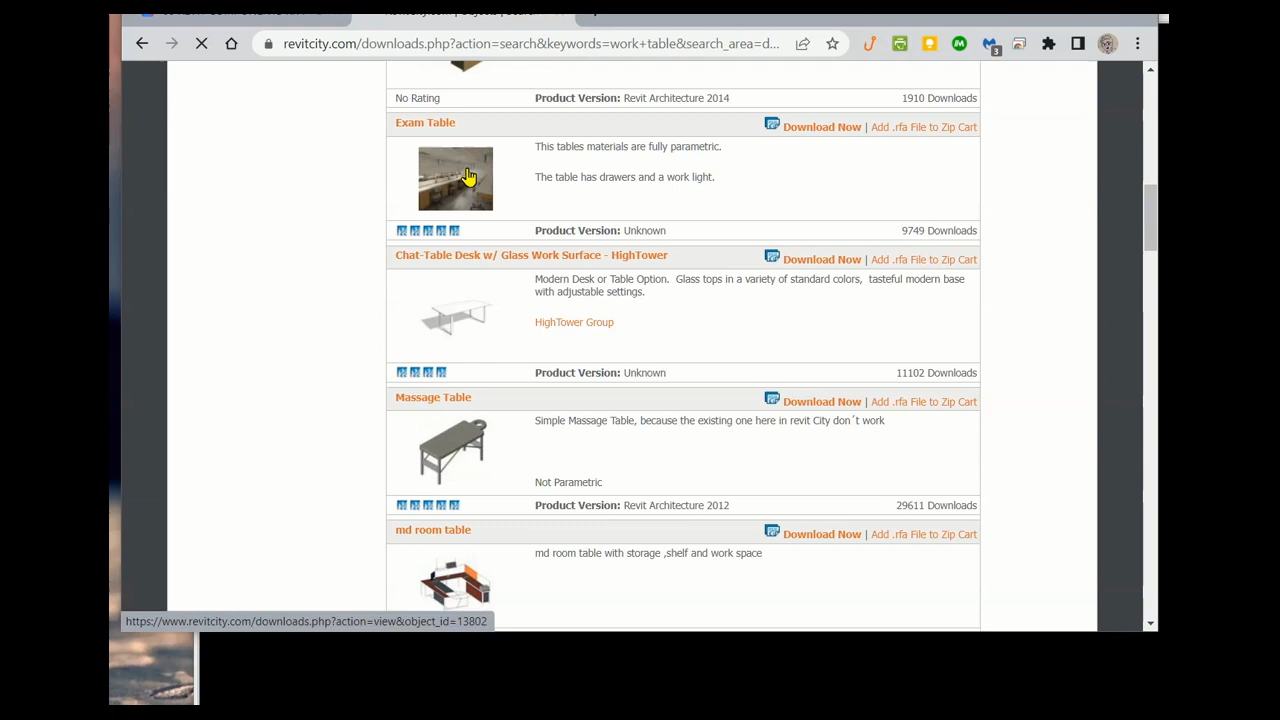 revitcity.com/downloads.php?action=search&keywords=work+table&search_area=d...
3
No Rating
Product Version: Revit Architecture 2014
1910 Downloads
Exam Table
Download Now | Add .rfa File to Zip Cart
This tables materials are fully parametric.
The table has drawers and a work light.
Product Version: Unknown
9749 Downloads
Chat-Table Desk w/ Glass Work Surface - HighTower
Download Now | Add .rfa File to Zip Cart
Modern Desk or Table Option. Glass tops in a variety of standard colors, tasteful modern base
with adjustable settings.
HighTower Group
Product Version: Unknown
11102 Downloads
Massage Table
Download Now | Add .rfa File to Zip Cart
Simple Massage Table, because the existing one here in revit City don´t work
Not Parametric
Product Version: Revit Architecture 2012
29611 Downloads
md room table
Download Now | Add .rfa File to Zip Cart
md room table with storage ,shelf and work space
https://www.revitcity.com/downloads.php?action=view&object_id=13802